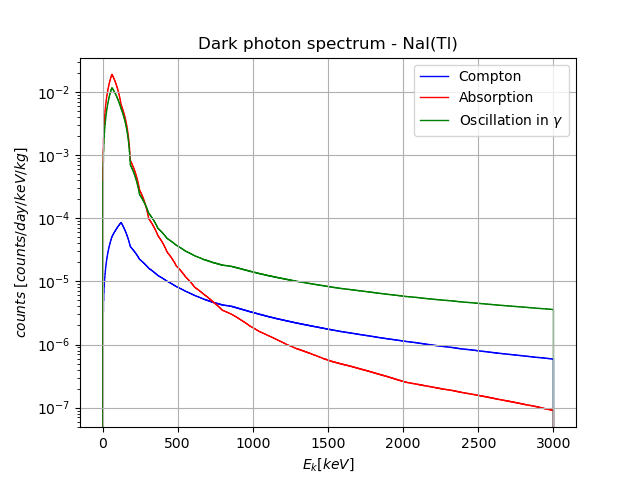 Dark photon spectrum - NaI(Tl)
Compton
Absorption
Oscillation in γ
10⁻²
10⁻³
10⁻⁴
10⁻⁵
10⁻⁶
10⁻⁷
counts [counts/day/keV/kg]
0 500 1000 1500 2000 2500 3000
E_k[keV]